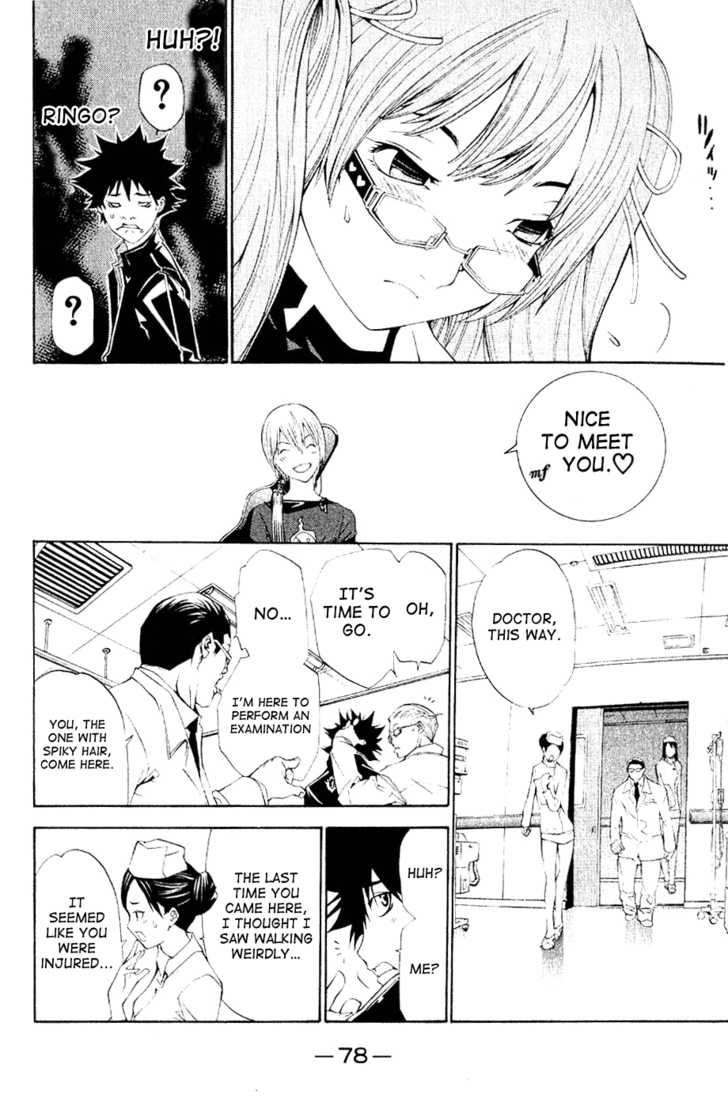 HUH?!
?
RINGO?
?
NICE
TO MEET
YOU.♡
mf
DOCTOR,
THIS WAY.
OH,
IT'S
TIME TO
GO.
NO...
I'M HERE TO
PERFORM AN
EXAMINATION
YOU, THE
ONE WITH
SPIKY HAIR,
COME HERE.
HUH?
ME?
THE LAST
TIME YOU
CAME HERE,
I THOUGHT I
SAW WALKING
WEIRDLY...
IT
SEEMED
LIKE YOU
WERE
INJURED...
—78—